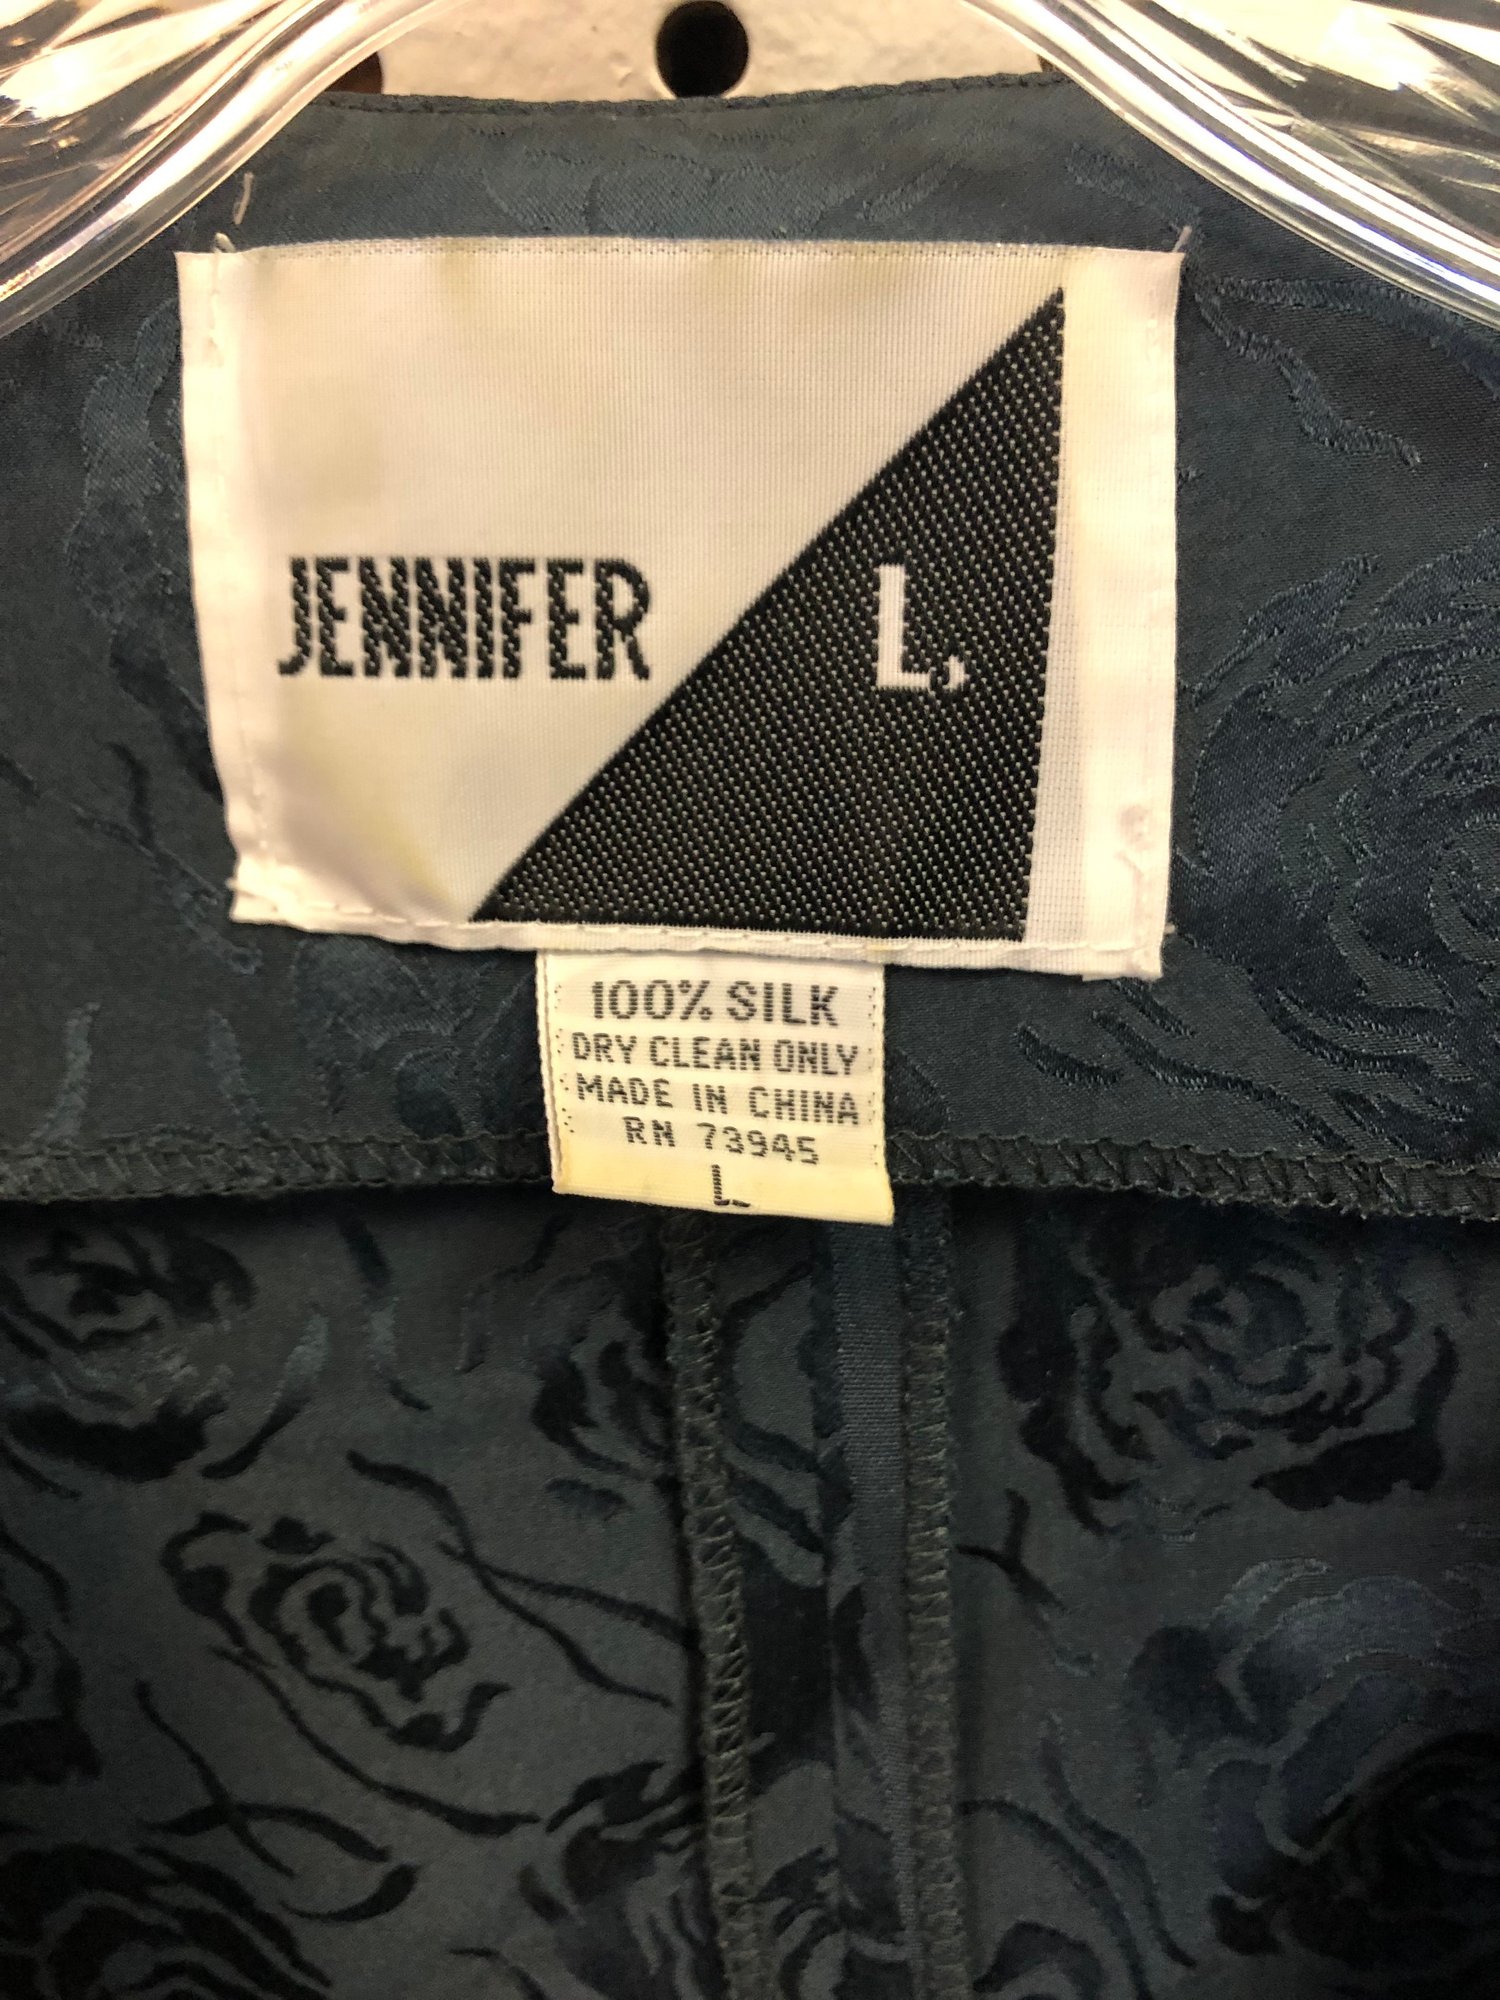 JENNIFER L,
100% SILK
DRY CLEAN ONLY
MADE IN CHINA
RN 73945
L